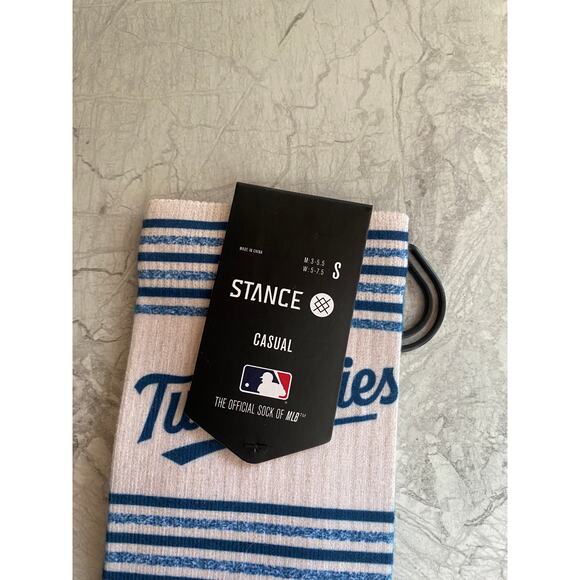 MADE IN CHINA
M: 3-5.5
W: 5-7.5
S
STANCE
CASUAL
THE OFFICIAL SOCK OF MLB™